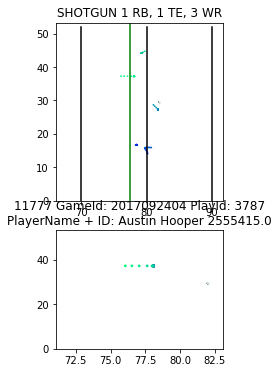 SHOTGUN 1 RB, 1 TE, 3 WR
50
40
30
20
10
0
70 80 90
11777 GameId: 2017092404 PlayId: 3787
PlayerName + ID: Austin Hooper 2555415.0
40
20
0
72.5 75.0 77.5 80.0 82.5